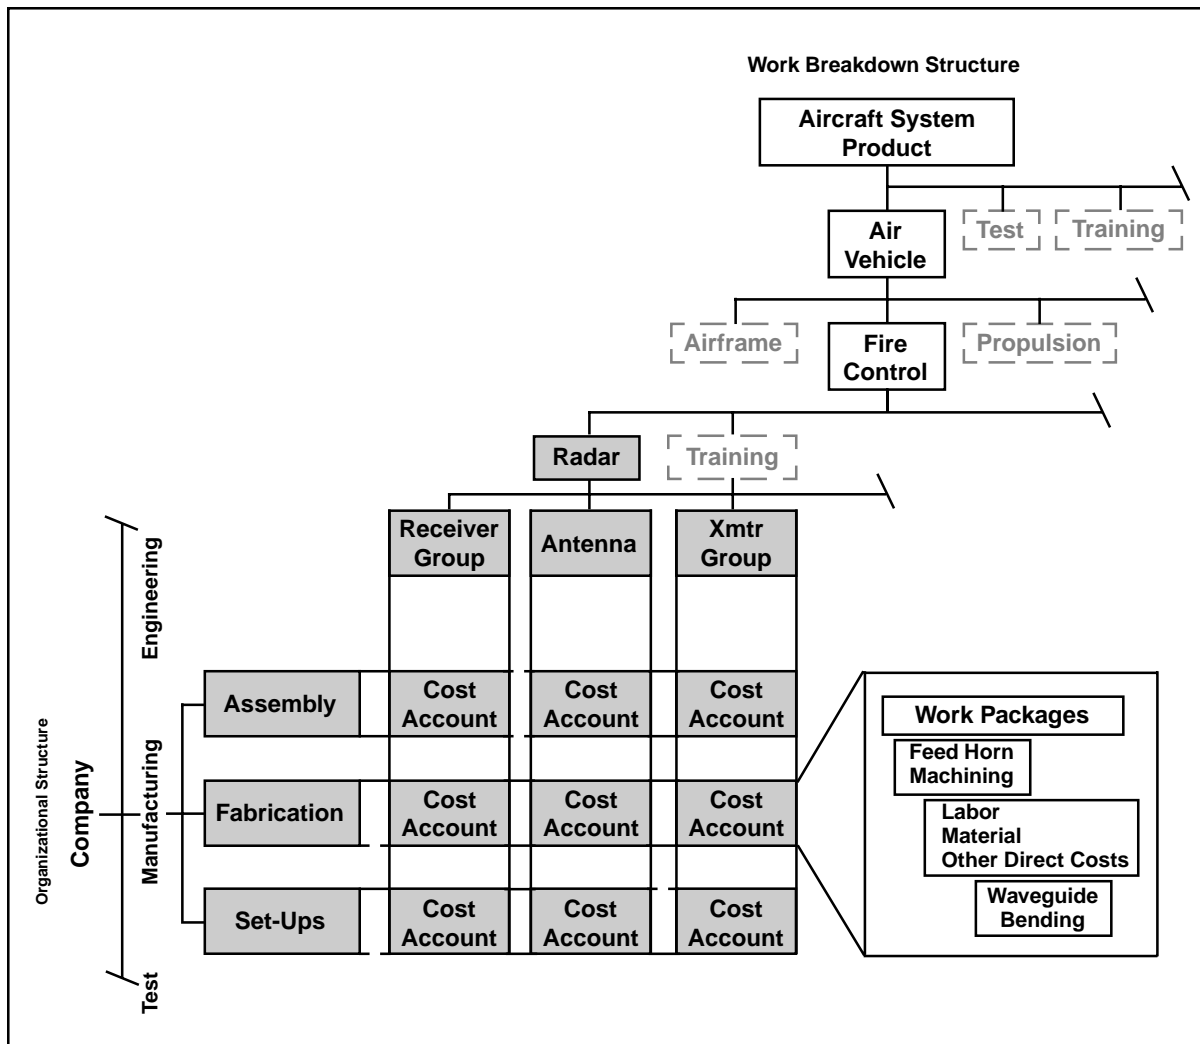 Work Breakdown Structure
Aircraft System
Product
Air
Vehicle
Test
Training
Airframe
Fire
Control
Propulsion
Radar
Training
Receiver
Group
Antenna
Xmtr
Group
Organizational Structure
Company
Engineering
Manufacturing
Test
Assembly
Cost
Account
Cost
Account
Cost
Account
Fabrication
Cost
Account
Cost
Account
Cost
Account
Set-Ups
Cost
Account
Cost
Account
Cost
Account
Work Packages
Feed Horn
Machining
Labor
Material
Other Direct Costs
Waveguide
Bending